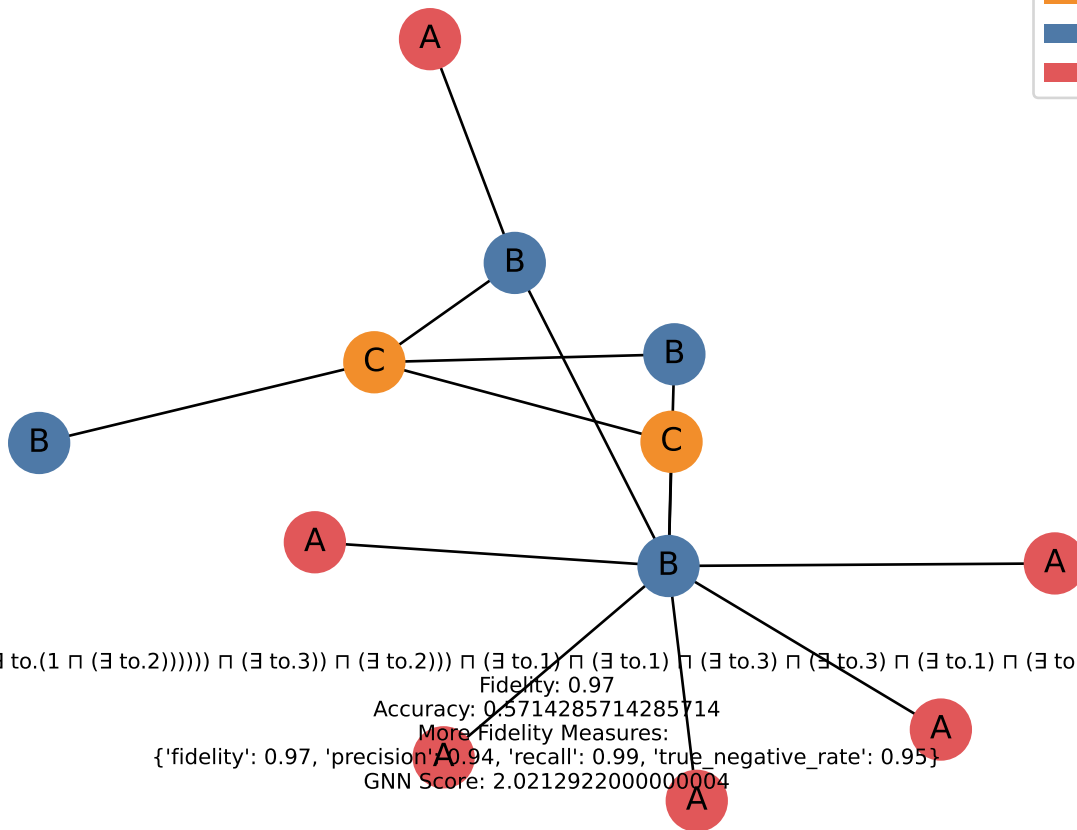 A
B
B
C
C
B
A
B
A
∃ to.(1 ⊓ (∃ to.2)))))) ⊓ (∃ to.3)) ⊓ (∃ to.2))) ⊓ (∃ to.1) ⊓ (∃ to.1) ⊓ (∃ to.3) ⊓ (∃ to.3) ⊓ (∃ to.1) ⊓ (∃ to
Fidelity: 0.97
Accuracy: 0.5714285714285714
More Fidelity Measures:
A
{'fidelity': 0.97, 'precision': 0.94, 'recall': 0.99, 'true_negative_rate': 0.95}
A
GNN Score: 2.0212922000000004
A